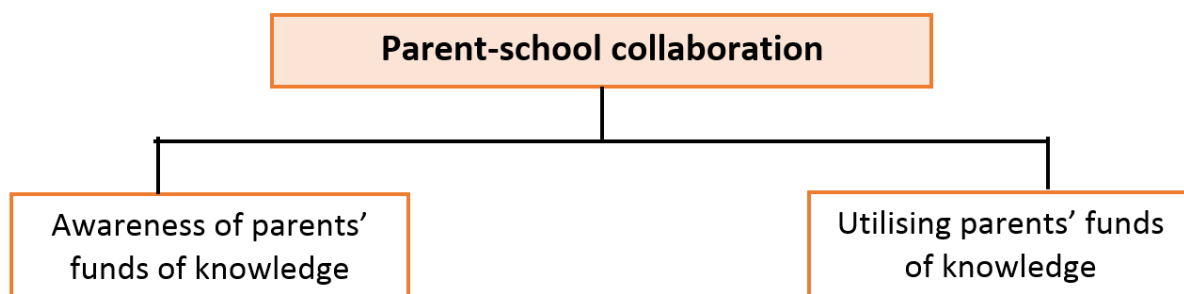 Parent-school collaboration
Awareness of parents’
funds of knowledge
Utilising parents’ funds
of knowledge